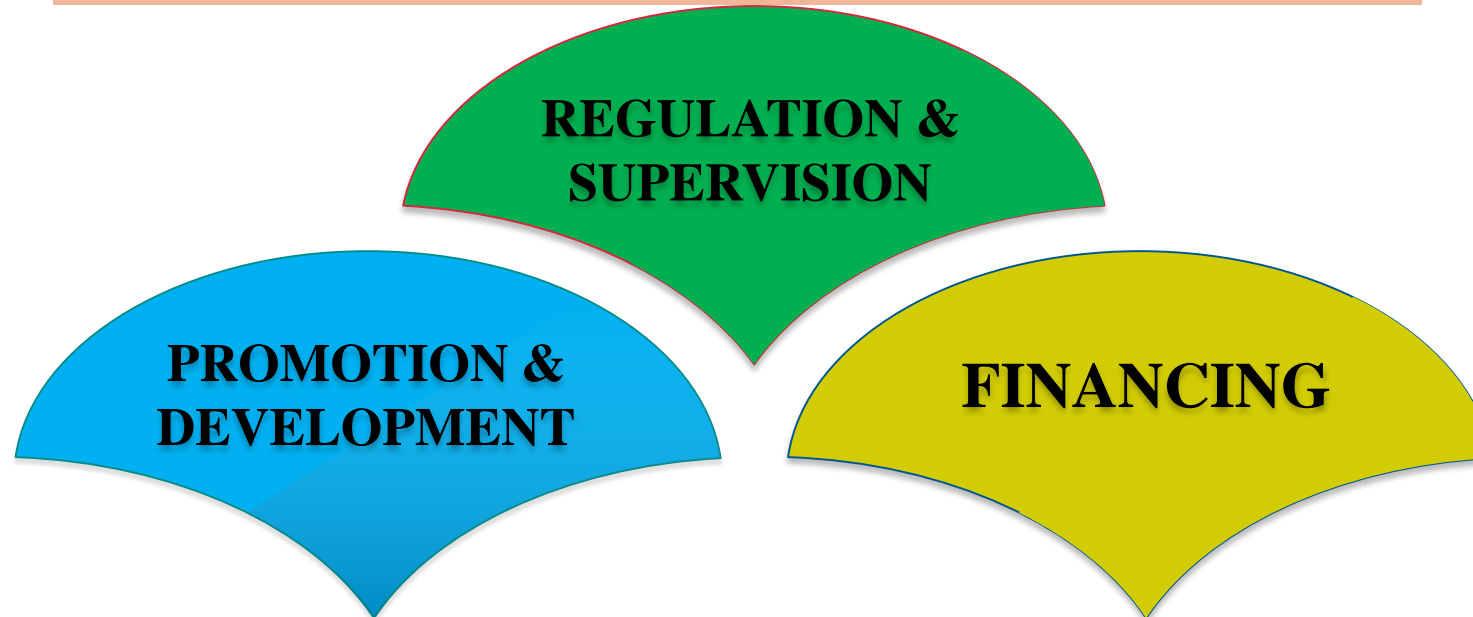 REGULATION &
SUPERVISION
PROMOTION &
DEVELOPMENT
FINANCING